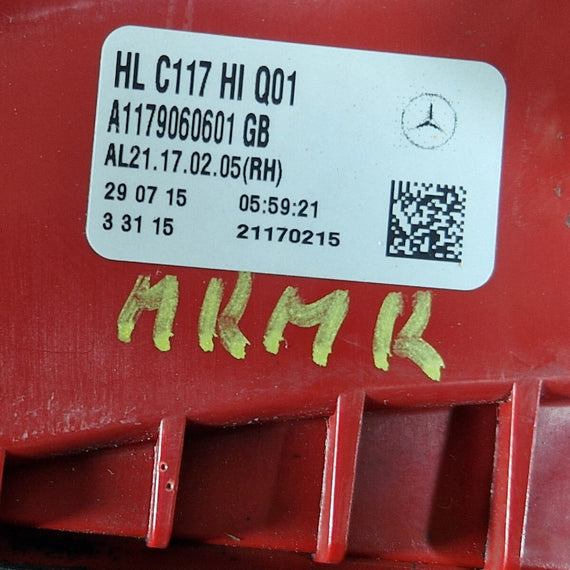 HL C117 HI Q01
A1179060601 GB
AL21.17.02.05(RH)
29 07 15 05:59:21
3 31 15 21170215
MRMR